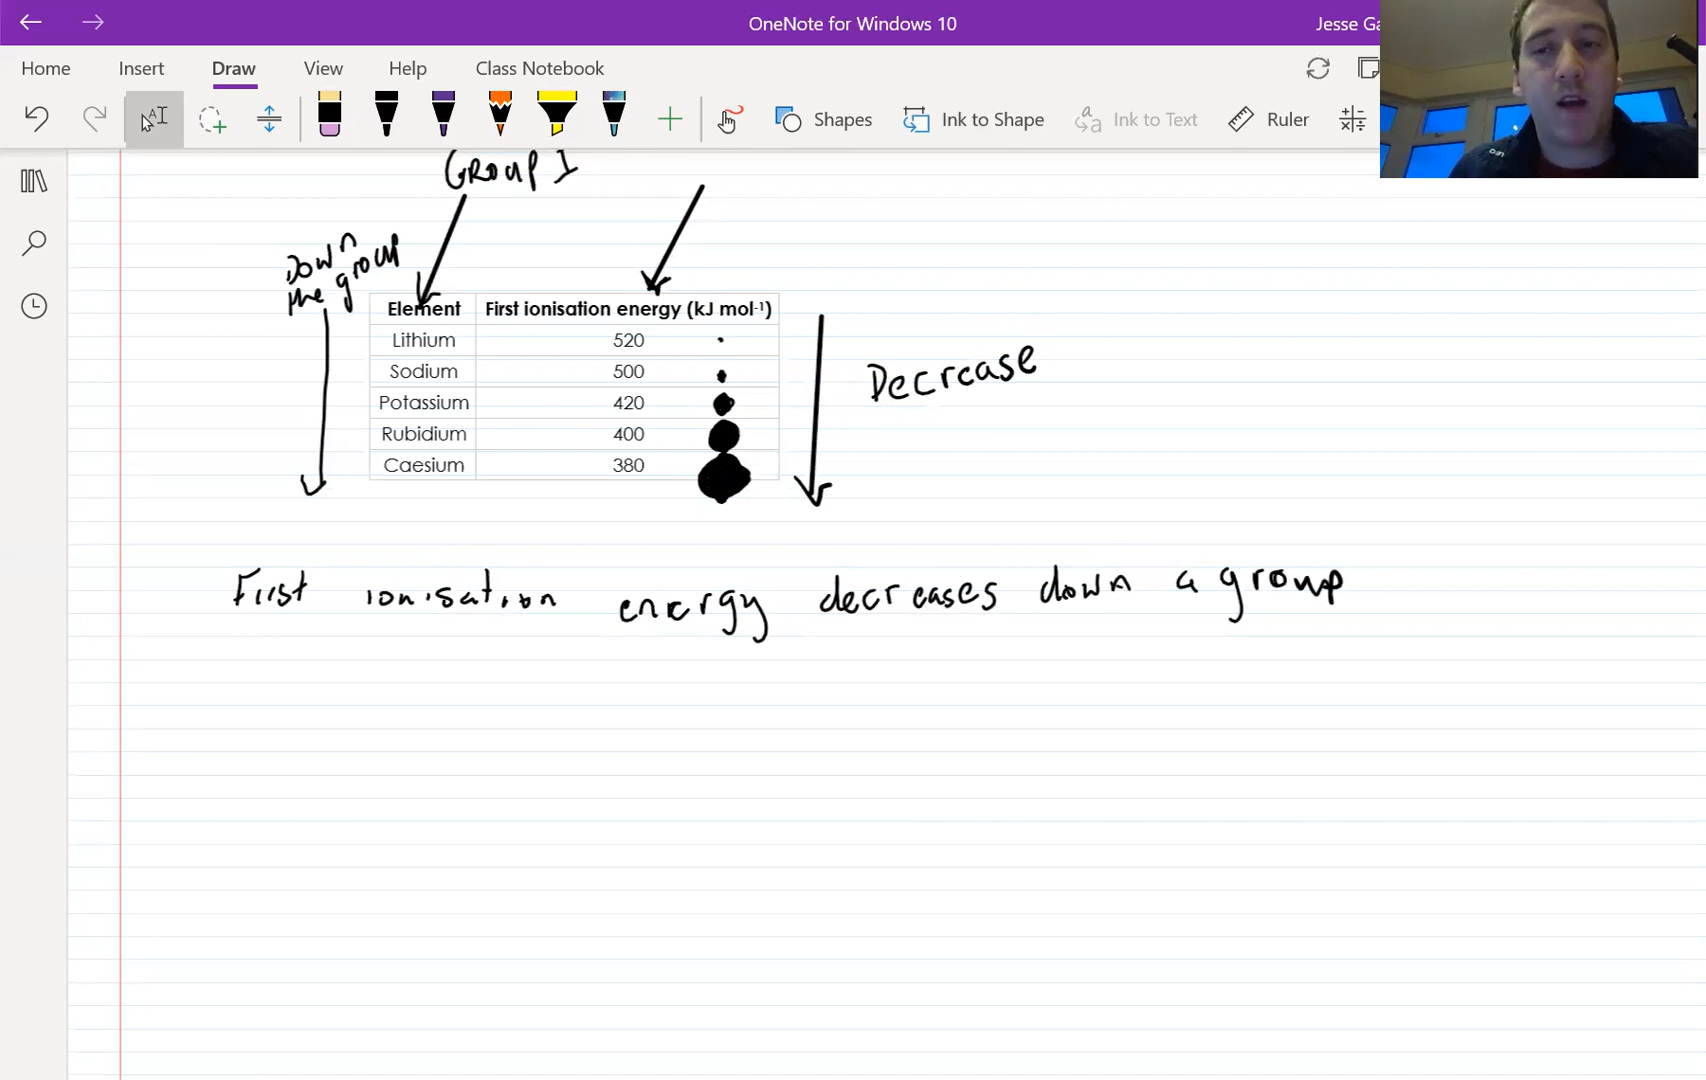 OneNote for Windows 10
Jesse Ga
Home Insert Draw View Help Class Notebook
Shapes Ink to Shape Ink to Text Ruler
GROUP I
Down
the group
Element First ionisation energy (kJ mol-1)
Lithium 520
Sodium 500
Potassium 420
Rubidium 400
Caesium 380
Decrease
First ionisation energy decreases down a group